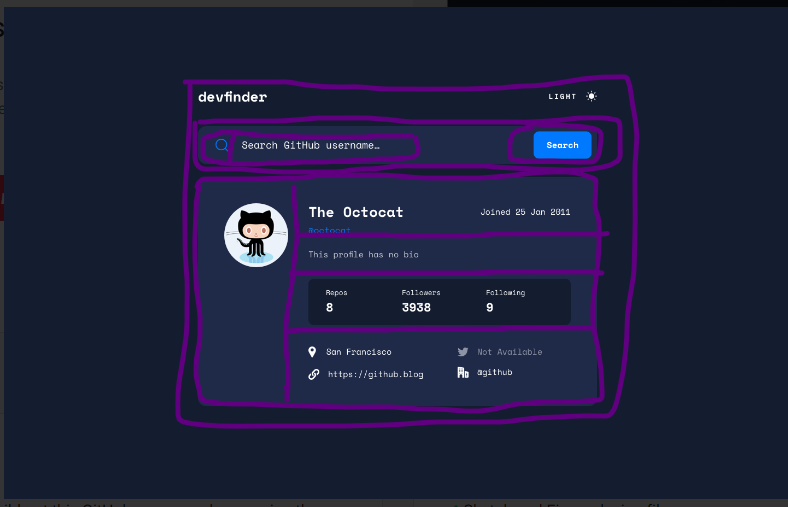 devfinder
LIGHT
Search GitHub username…
Search
The Octocat
Joined 25 Jan 2011
@octocat
This profile has no bio
Repos Followers Following
8 3938 9
San Francisco Not Available
https://github.blog @github